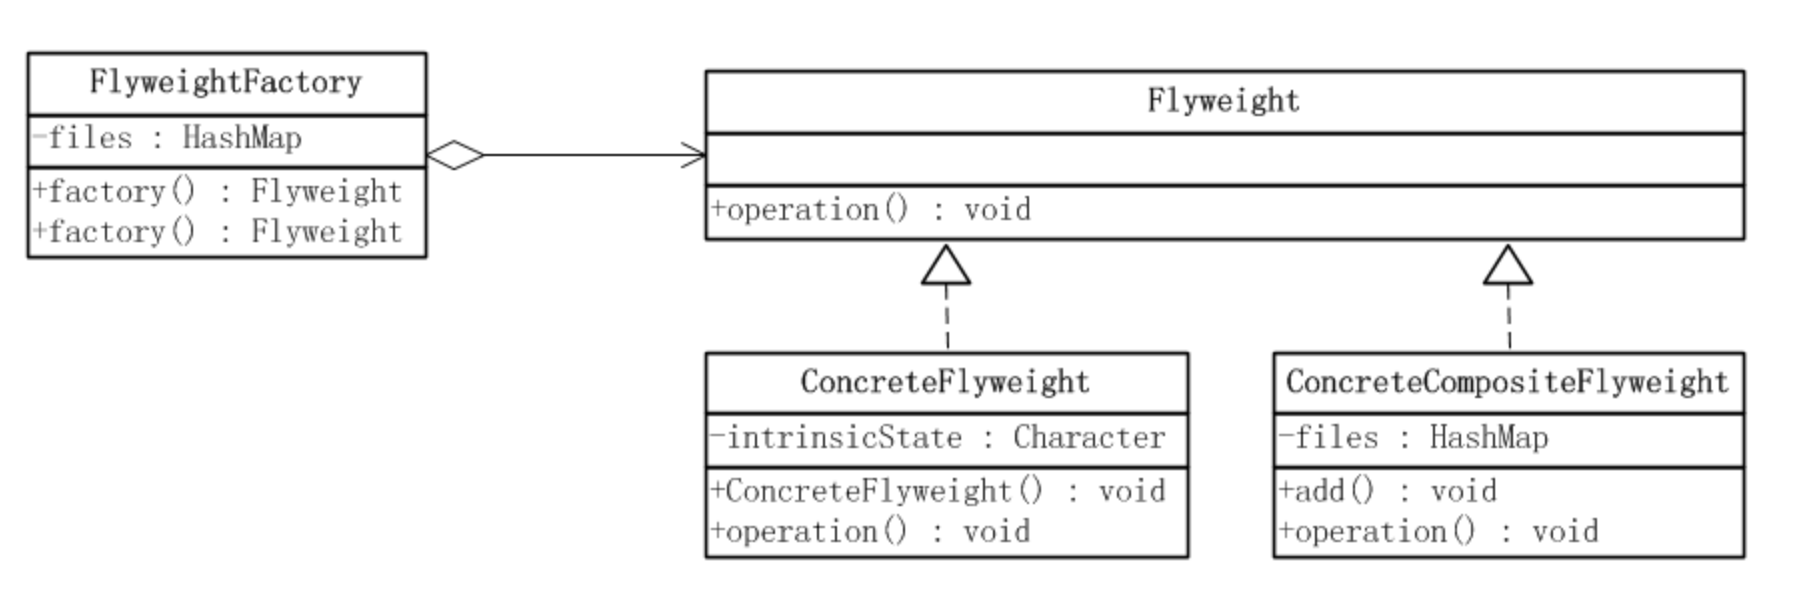 FlyweightFactory
-files : HashMap
+factory() : Flyweight
+factory() : Flyweight
Flyweight
+operation() : void
ConcreteFlyweight
-intrinsicState : Character
+ConcreteFlyweight() : void
+operation() : void
ConcreteCompositeFlyweight
-files : HashMap
+add() : void
+operation() : void